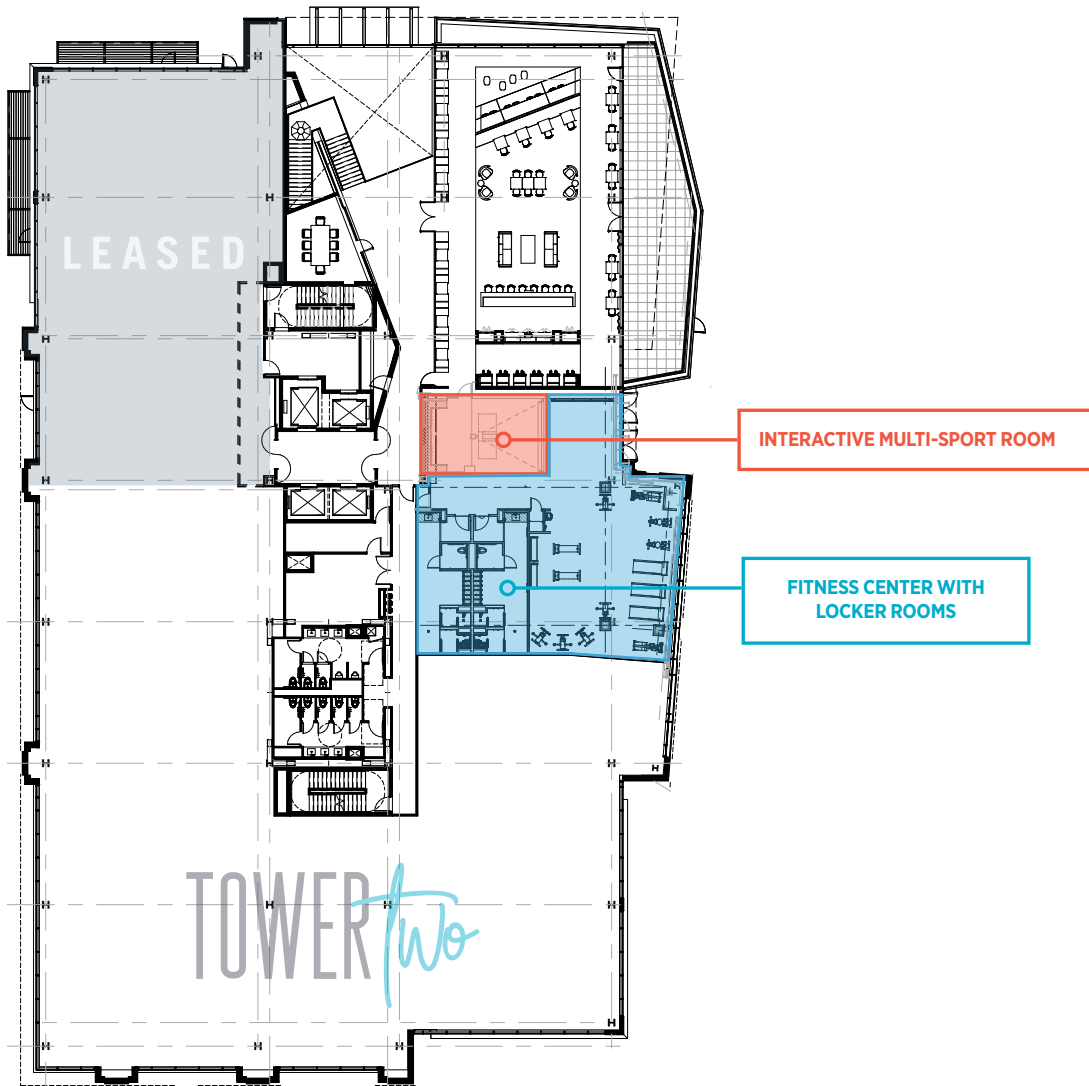 LEASED
INTERACTIVE MULTI-SPORT ROOM
FITNESS CENTER WITH
LOCKER ROOMS
TOWER two